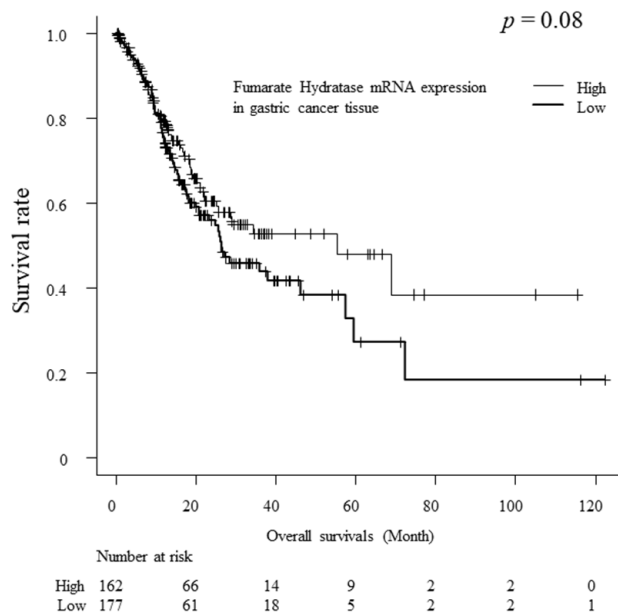 p = 0.08
1.0
Fumarate Hydratase mRNA expression High
in gastric cancer tissue Low
0.8
0.6
0.4
0.2
0
Survival rate
0 20 40 60 80 100 120
Overall survivals (Month)
Number at risk
High 162 66 14 9 2 2 0
Low 177 61 18 5 2 2 1